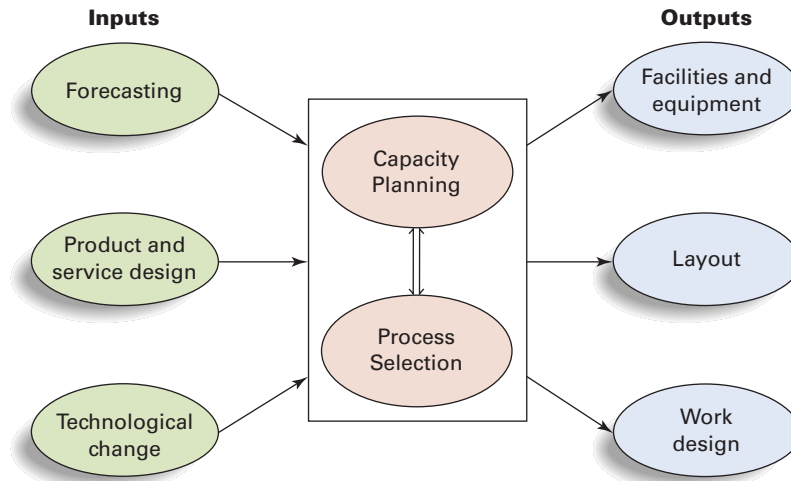 Inputs
Outputs
Forecasting
Product and
service design
Technological
change
Capacity
Planning
Process
Selection
Facilities and
equipment
Layout
Work
design